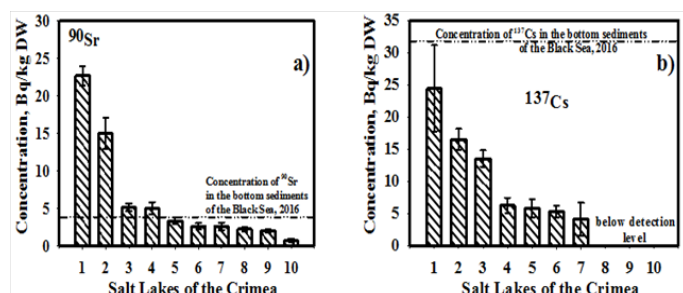 90Sr
a)
Concentration, Bq/kg DW
30
25
20
15
10
5
0
Concentration of 90Sr
in the bottom sediments
of the Black Sea, 2016
1 2 3 4 5 6 7 8 9 10
Salt Lakes of the Crimea
Concentration of 137Cs in the bottom sediments
of the Black Sea, 2016
b)
137Cs
Concentration, Bq/kg DW
35
30
25
20
15
10
5
0
below detection
level
1 2 3 4 5 6 7 8 9 10
Salt Lakes of the Crimea